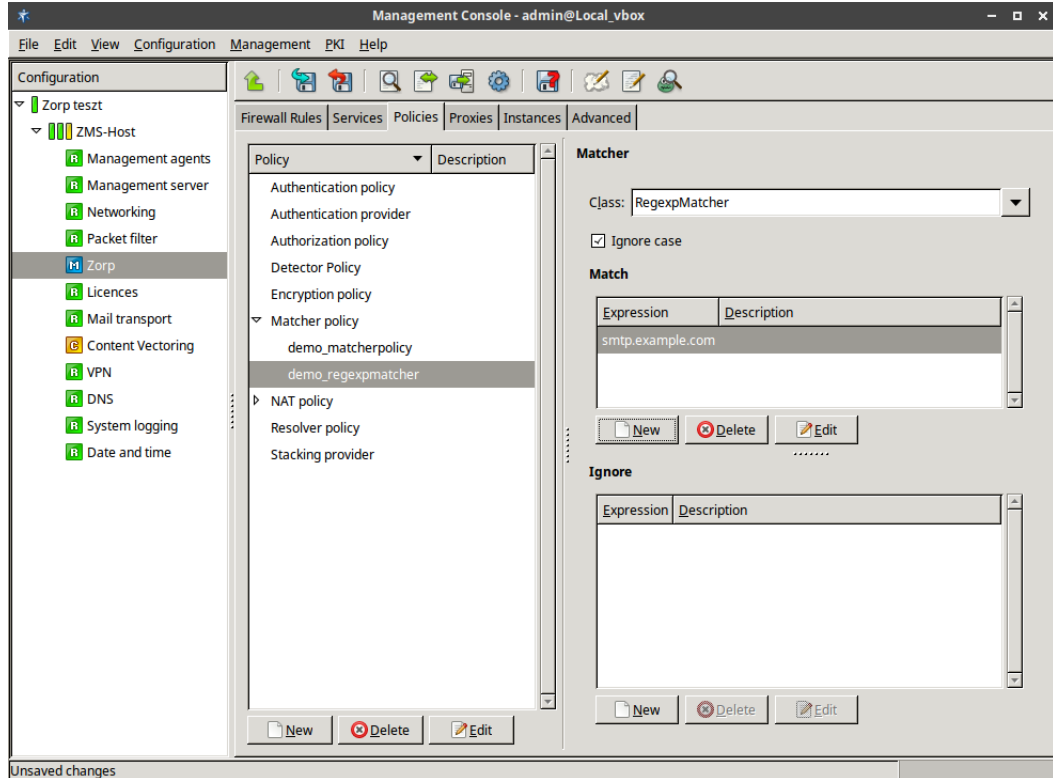 Management Console - admin@Local_vbox
File Edit View Configuration Management PKI Help
Configuration
Zorp teszt
ZMS-Host
R Management agents
R Management server
R Networking
R Packet filter
M Zorp
R Licences
R Mail transport
C Content Vectoring
R VPN
R DNS
R System logging
R Date and time
Firewall Rules Services Policies Proxies Instances Advanced
Policy Description
Authentication policy
Authentication provider
Authorization policy
Detector Policy
Encryption policy
Matcher policy
demo_matcherpolicy
demo_regexpmatcher
NAT policy
Resolver policy
Stacking provider
New Delete Edit
Matcher
Class: RegexpMatcher
Ignore case
Match
Expression Description
smtp.example.com
New Delete Edit
Ignore
Expression Description
New Delete Edit
Unsaved changes